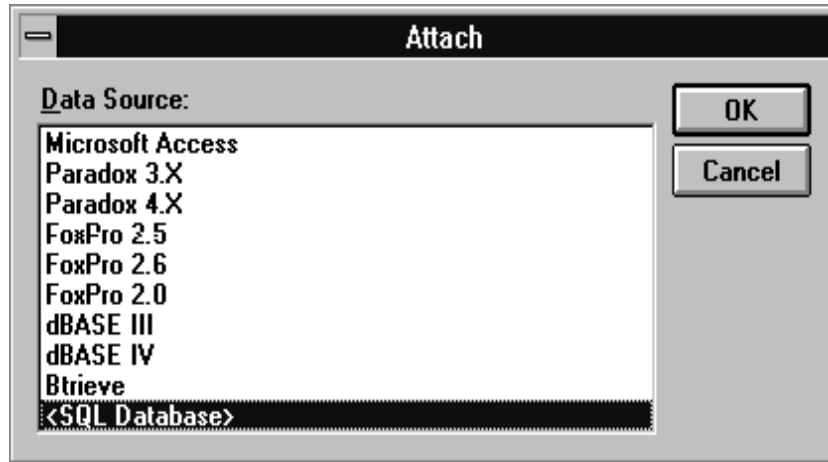 Attach
Data Source:
OK
Cancel
Microsoft Access
Paradox 3.X
Paradox 4.X
FoxPro 2.5
FoxPro 2.6
FoxPro 2.0
dBASE III
dBASE IV
Btrieve
<SQL Database>